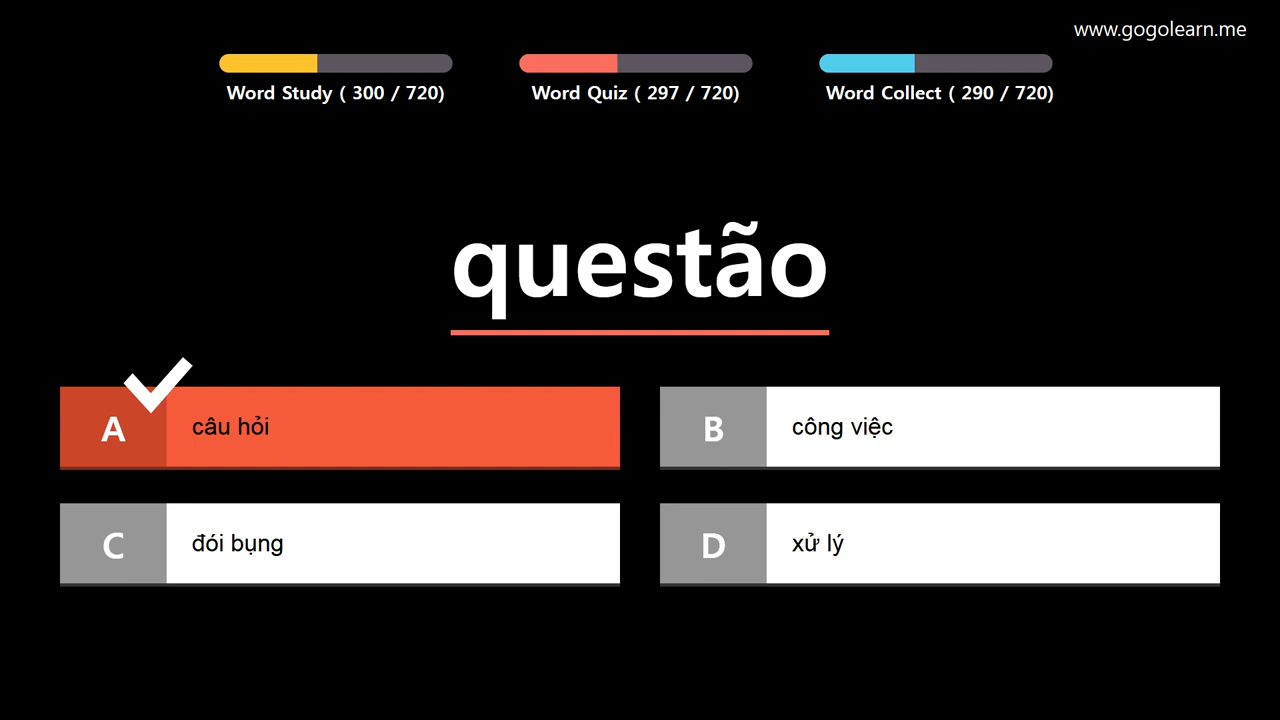 www.gogolearn.me
Word Study ( 300 / 720)
Word Quiz ( 297 / 720)
Word Collect ( 290 / 720)
questão
A câu hỏi
B công việc
C đói bụng
D xử lý